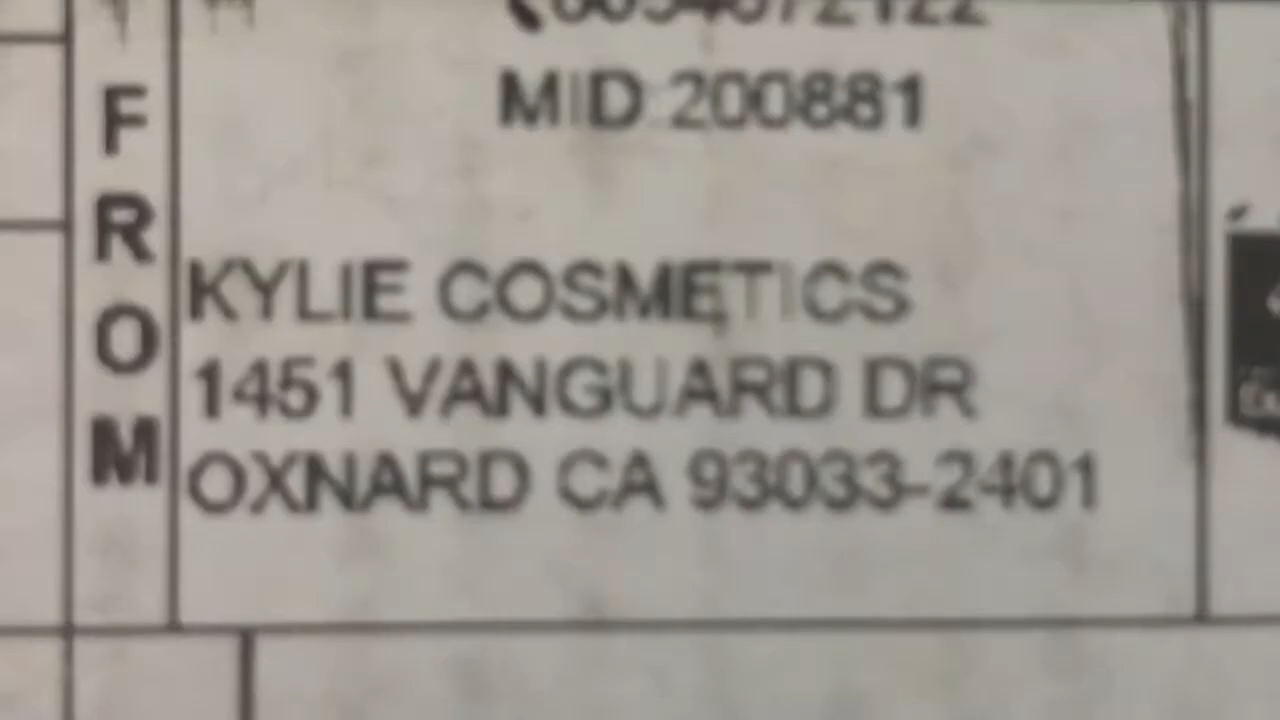 MID:200881
FROM
KYLIE COSMETICS
1451 VANGUARD DR
OXNARD CA 93033-2401